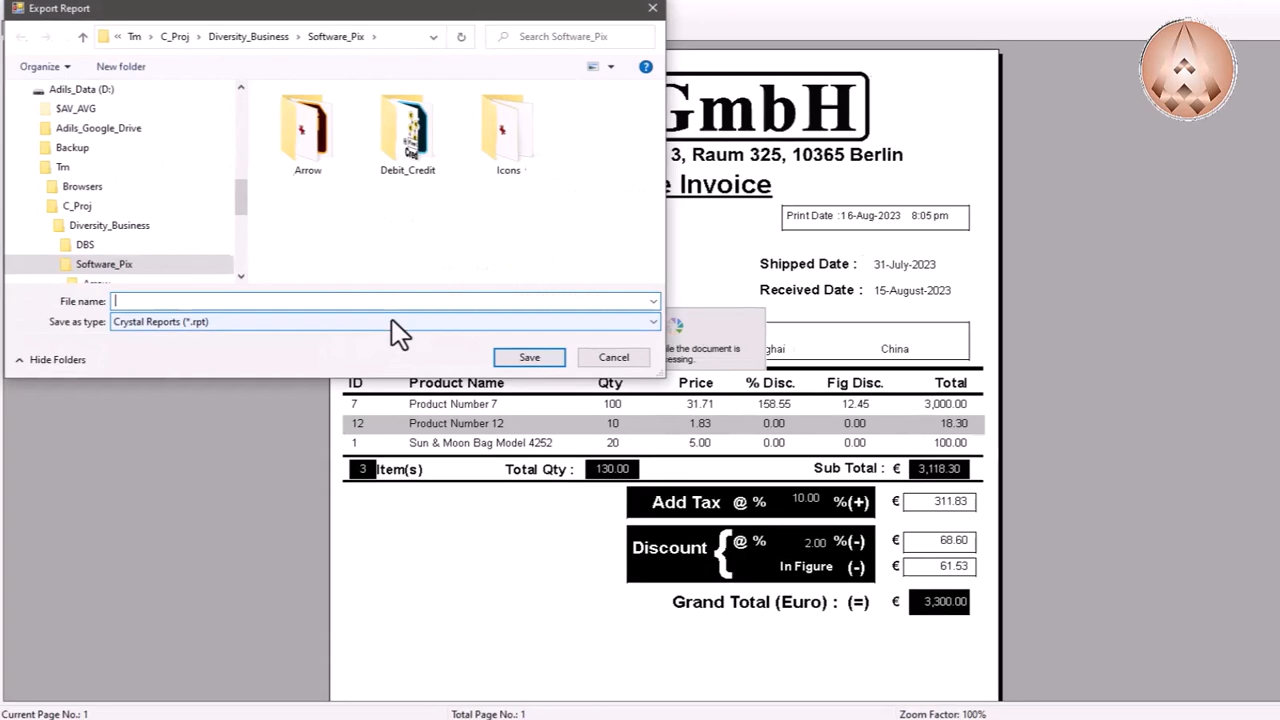 Export Report
« Tm > C_Proj > Diversity_Business > Software_Pix >
Search Software_Pix
Organize
New folder
Adils_Data (D:)
$AV_AVG
Adils_Google_Drive
Backup
Tm
Browsers
C_Proj
Diversity_Business
DBS
Software_Pix
Arrow
Debit_Credit
Icons
File name:
Save as type: Crystal Reports (*.rpt)
Hide Folders
Save
Cancel
GmbH
3, Raum 325, 10365 Berlin
e Invoice
Print Date : 16-Aug-2023 8:05 pm
Shipped Date : 31-July-2023
Received Date : 15-August-2023
ghai China
the document is
ID Product Name Qty Price % Disc. Fig Disc. Total
7 Product Number 7 100 31.71 158.55 12.45 3,000.00
12 Product Number 12 10 1.83 0.00 0.00 18.30
1 Sun & Moon Bag Model 4252 20 5.00 0.00 0.00 100.00
3 Item(s) Total Qty : 130.00 Sub Total : € 3,118.30
Add Tax @ % 10.00 %(+) € 311.83
Discount { @ % 2.00 %(-) € 68.60
In Figure (-) € 61.53
Grand Total (Euro) : (=) € 3,300.00
Current Page No.: 1
Total Page No.: 1
Zoom Factor: 100%